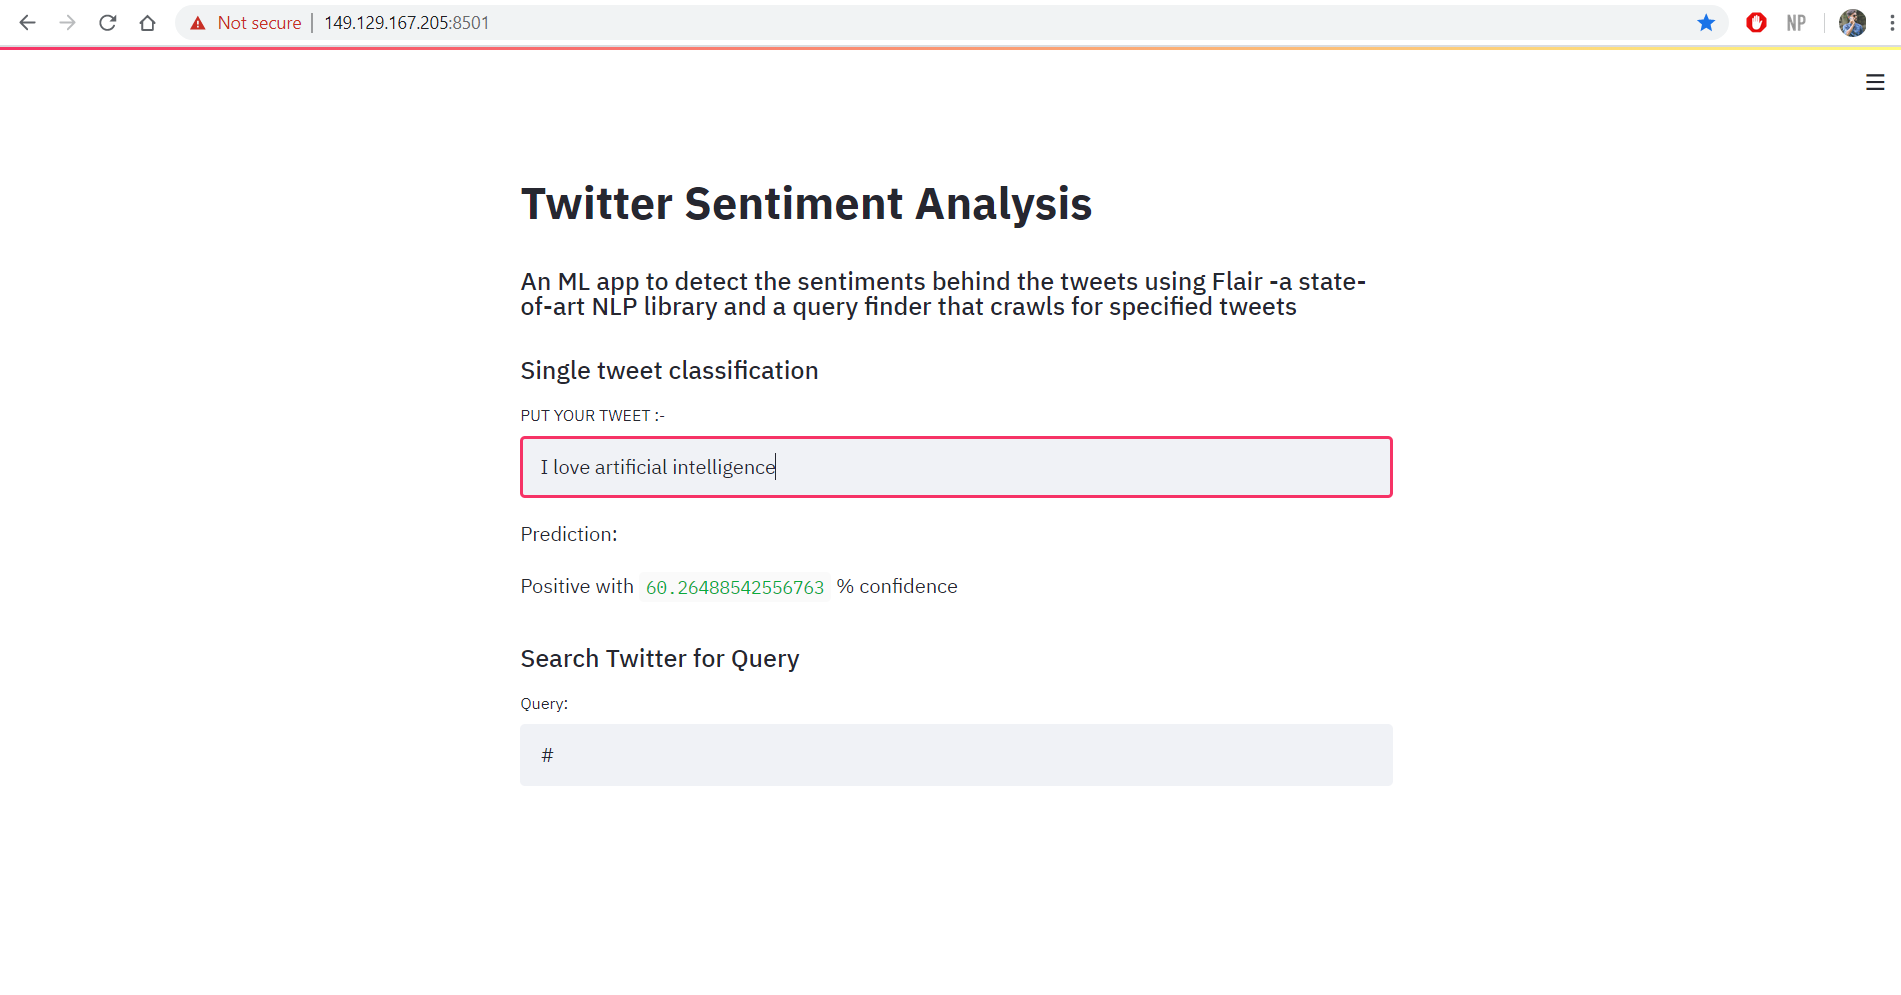 Not secure | 149.129.167.205:8501
NP
Twitter Sentiment Analysis
An ML app to detect the sentiments behind the tweets using Flair -a state-
of-art NLP library and a query finder that crawls for specified tweets
Single tweet classification
PUT YOUR TWEET :-
I love artificial intelligence
Prediction:
Positive with 60.26488542556763 % confidence
Search Twitter for Query
Query:
#